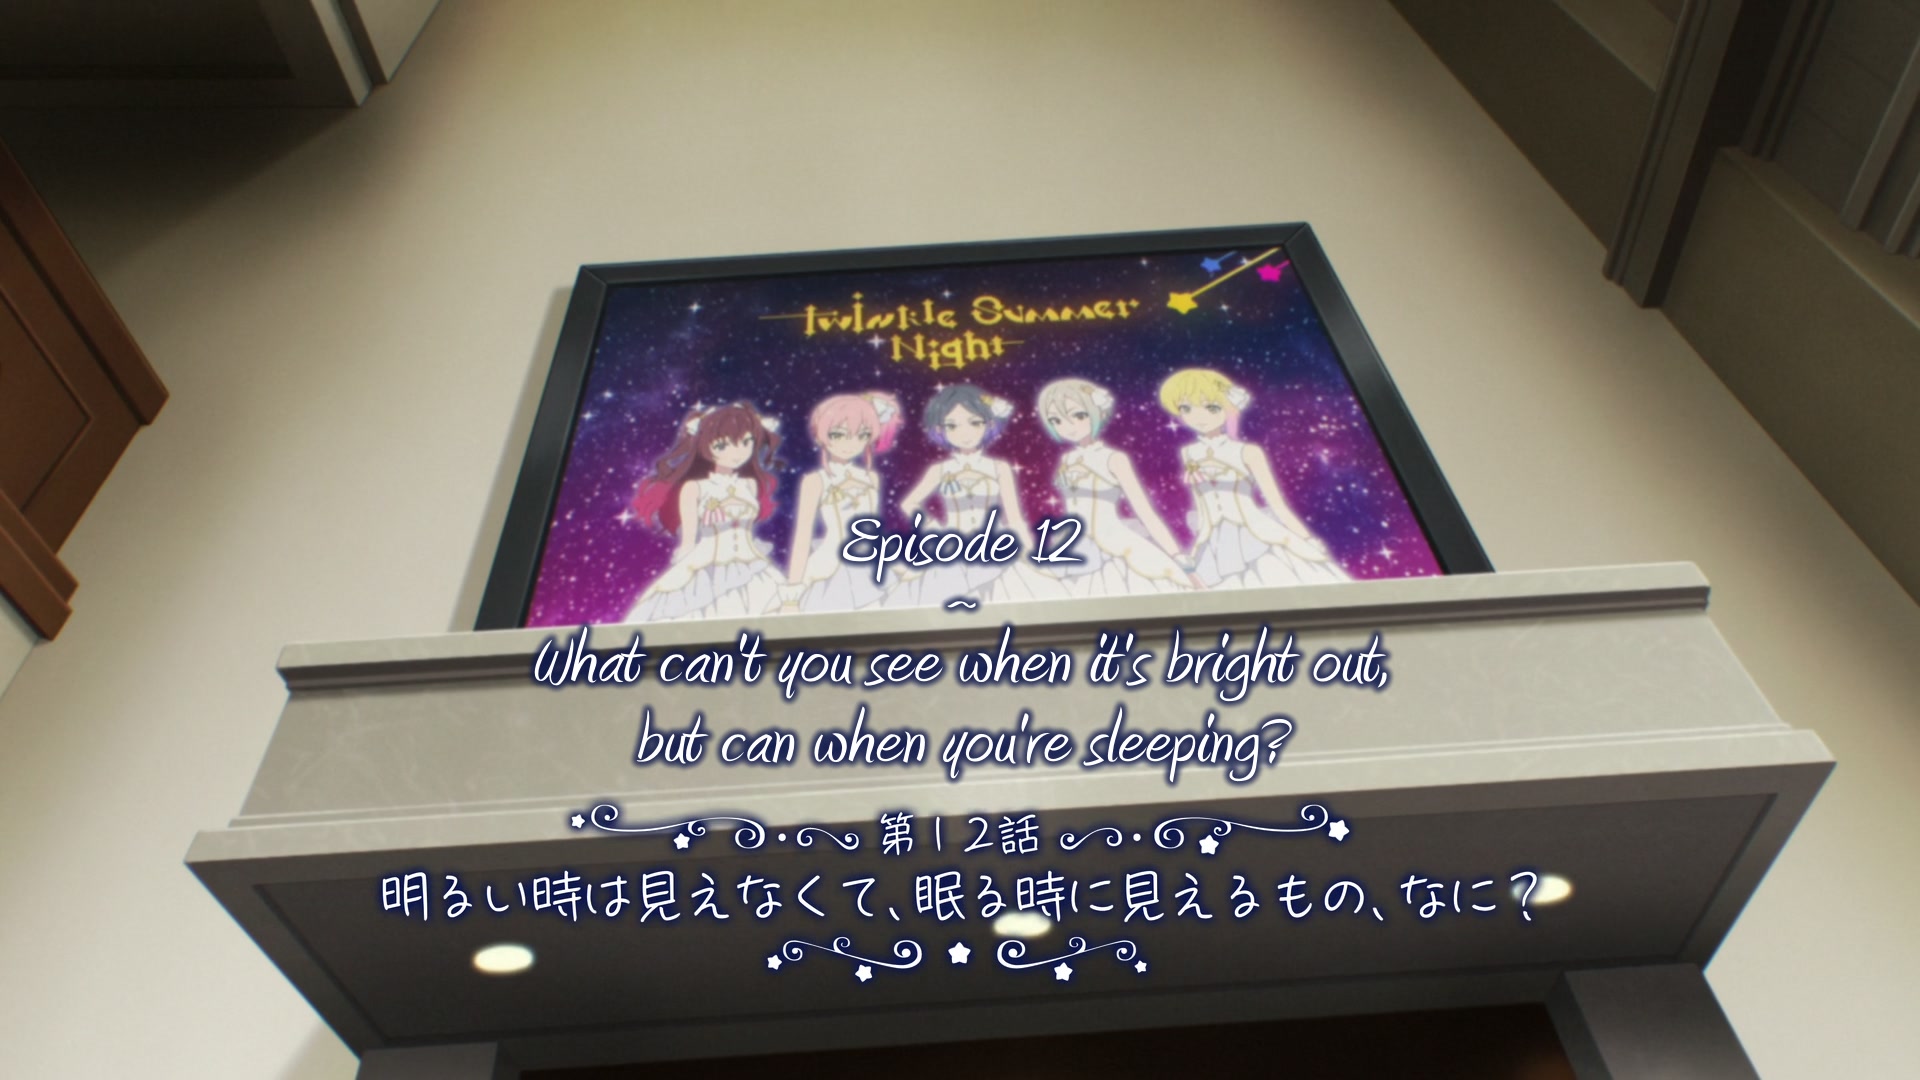 Twinkle Summer
Night
Episode 12
~
What can't you see when it's bright out,
but can when you're sleeping?
第12話
明るい時は見えなくて、眠る時に見えるもの、なに？